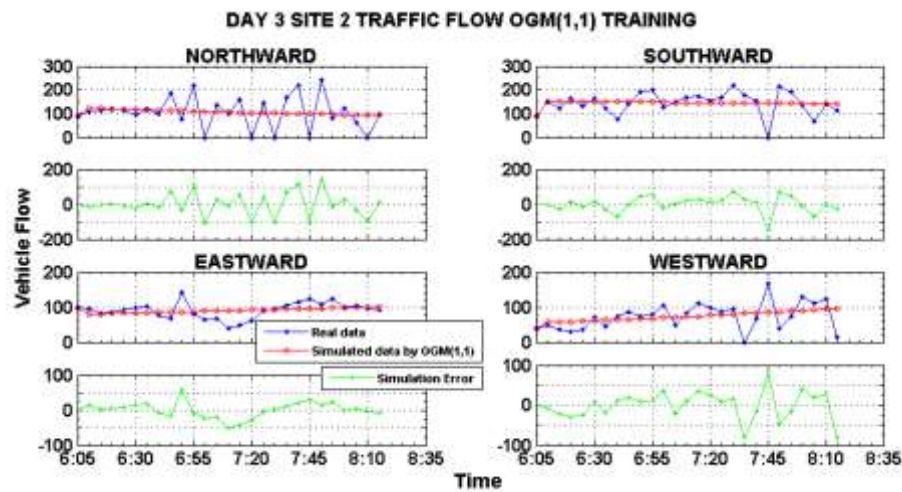 DAY 3 SITE 2 TRAFFIC FLOW OGM(1,1) TRAINING
NORTHWARD
300
200
100
0
200
0
-200
SOUTHWARD
300
200
100
0
200
0
-200
Vehicle Flow
EASTWARD
200
100
0
Real data
Simulated data by OGM(1,1)
Simulation Error
100
0
-100
6:05 6:30 6:55 7:20 7:45 8:10 8:35
WESTWARD
200
100
0
100
0
-100
6:05 6:30 6:55 7:20 7:45 8:10 8:35
Time